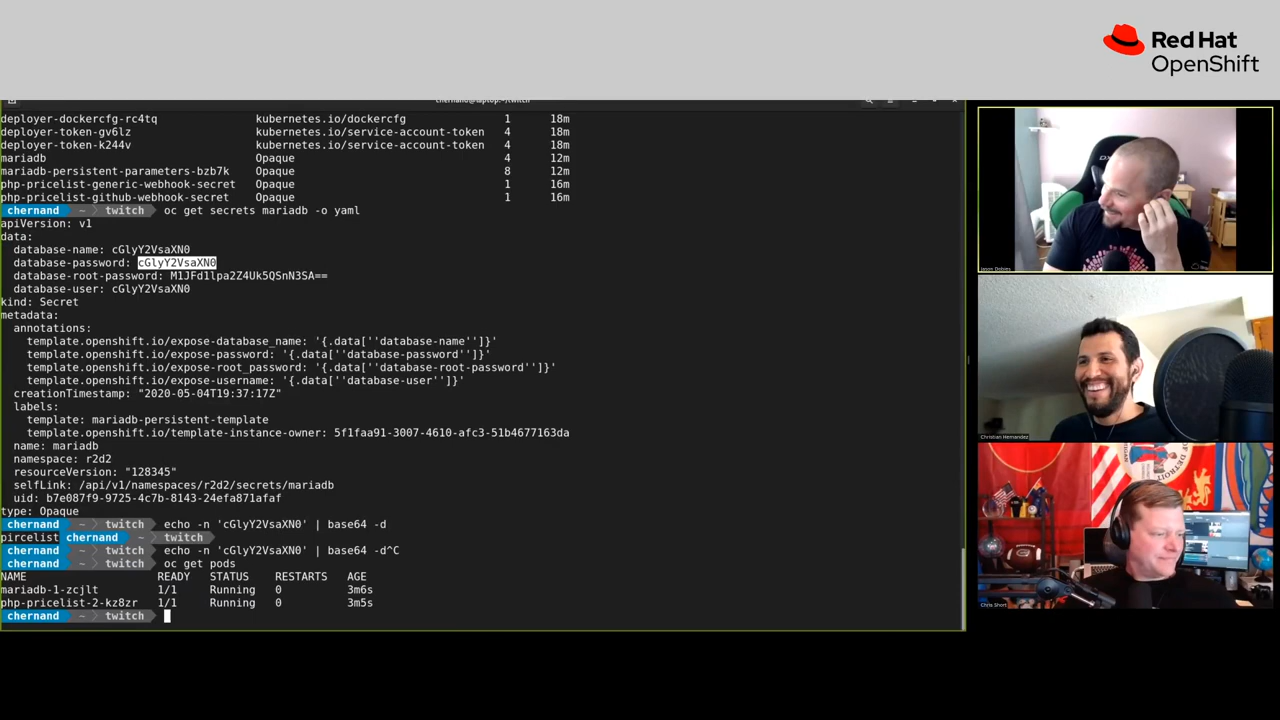 Red Hat
OpenShift
deployer-dockercfg-rc4tq kubernetes.io/dockercfg 1 18m
deployer-token-gv6lz kubernetes.io/service-account-token 4 18m
deployer-token-k244v kubernetes.io/service-account-token 4 18m
mariadb Opaque 4 12m
mariadb-persistent-parameters-bzb7k Opaque 8 12m
php-pricelist-generic-webhook-secret Opaque 1 16m
php-pricelist-github-webhook-secret Opaque 1 16m
chernand ~ twitch oc get secrets mariadb -o yaml
apiVersion: v1
data:
database-name: cGlyY2VsaXN0
database-password: cGlyY2VsaXN0
database-root-password: M1JFd1lpa2Z4Uk5QSnN3SA==
database-user: cGlyY2VsaXN0
kind: Secret
metadata:
annotations:
template.openshift.io/expose-database_name: '{.data[''database-name'']}'
template.openshift.io/expose-password: '{.data[''database-password'']}'
template.openshift.io/expose-root_password: '{.data[''database-root-password'']}'
template.openshift.io/expose-username: '{.data[''database-user'']}'
creationTimestamp: "2020-05-04T19:37:17Z"
labels:
template: mariadb-persistent-template
template.openshift.io/template-instance-owner: 5f1faa91-3007-4610-afc3-51b4677163da
name: mariadb
namespace: r2d2
resourceVersion: "128345"
selfLink: /api/v1/namespaces/r2d2/secrets/mariadb
uid: b7e087f9-9725-4c7b-8143-24efa871afaf
type: Opaque
chernand ~ twitch echo -n 'cGlyY2VsaXN0' | base64 -d
pircelist chernand ~ twitch
chernand ~ twitch echo -n 'cGlyY2VsaXN0' | base64 -d^C
chernand ~ twitch oc get pods
NAME READY STATUS RESTARTS AGE
mariadb-1-zcjlt 1/1 Running 0 3m6s
php-pricelist-2-kz8zr 1/1 Running 0 3m5s
chernand ~ twitch
Jason Dobies
Christian Hernandez
Chris Short